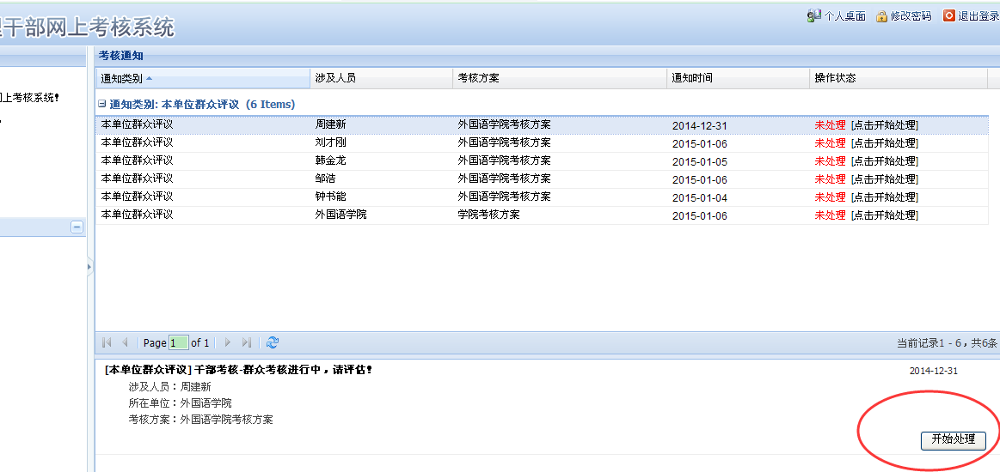 干部网上考核系统
个人桌面 修改密码 退出登录
考核通知
上考核系统!
通知类别 涉及人员 考核方案 通知时间 操作状态
通知类别: 本单位群众评议 (6 Items)
本单位群众评议 周建新 外国语学院考核方案 2014-12-31 未处理 [点击开始处理]
本单位群众评议 刘才刚 外国语学院考核方案 2015-01-06 未处理 [点击开始处理]
本单位群众评议 韩金龙 外国语学院考核方案 2015-01-05 未处理 [点击开始处理]
本单位群众评议 邹浩 外国语学院考核方案 2015-01-06 未处理 [点击开始处理]
本单位群众评议 钟书能 外国语学院考核方案 2015-01-04 未处理 [点击开始处理]
本单位群众评议 外国语学院 学院考核方案 2015-01-06 未处理 [点击开始处理]
Page 1 of 1 当前记录1 - 6，共6条
[本单位群众评议] 干部考核-群众考核进行中，请评估! 2014-12-31
涉及人员：周建新
所在单位：外国语学院
考核方案：外国语学院考核方案
开始处理